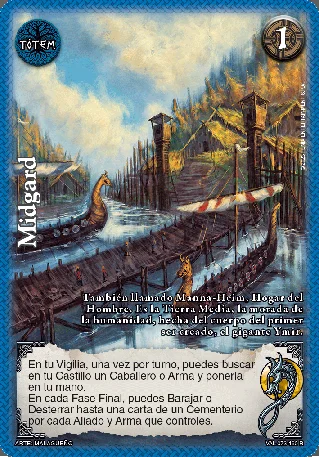 TÓTEM
1
Midgard
También llamado Manna-Heim, Hogar del
Hombre. Es la Tierra Media, la morada de
la humanidad, hecha del cuerpo del primer
ser creado, el gigante Ymir.
En tu Vigilia, una vez por turno, puedes buscar
en tu Castillo un Caballero o Arma y ponerla
en tu mano.
En cada Fase Final, puedes Barajar o
Desterrar hasta una carta de un Cementerio
por cada Aliado y Arma que controles.